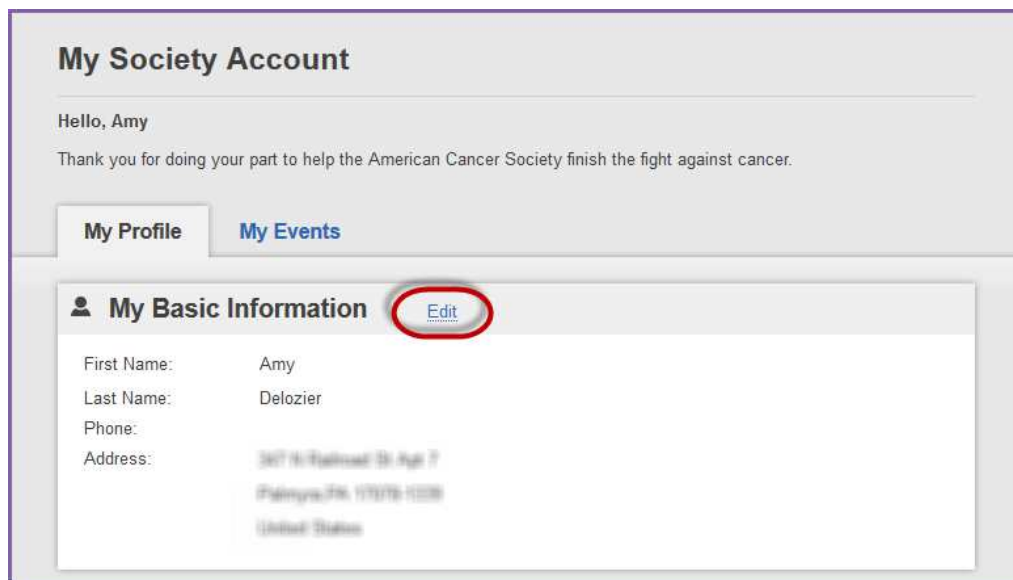 My Society Account
Hello, Amy
Thank you for doing your part to help the American Cancer Society finish the fight against cancer.
My Profile My Events
My Basic Information Edit
First Name: Amy
Last Name: Delozier
Phone:
Address: